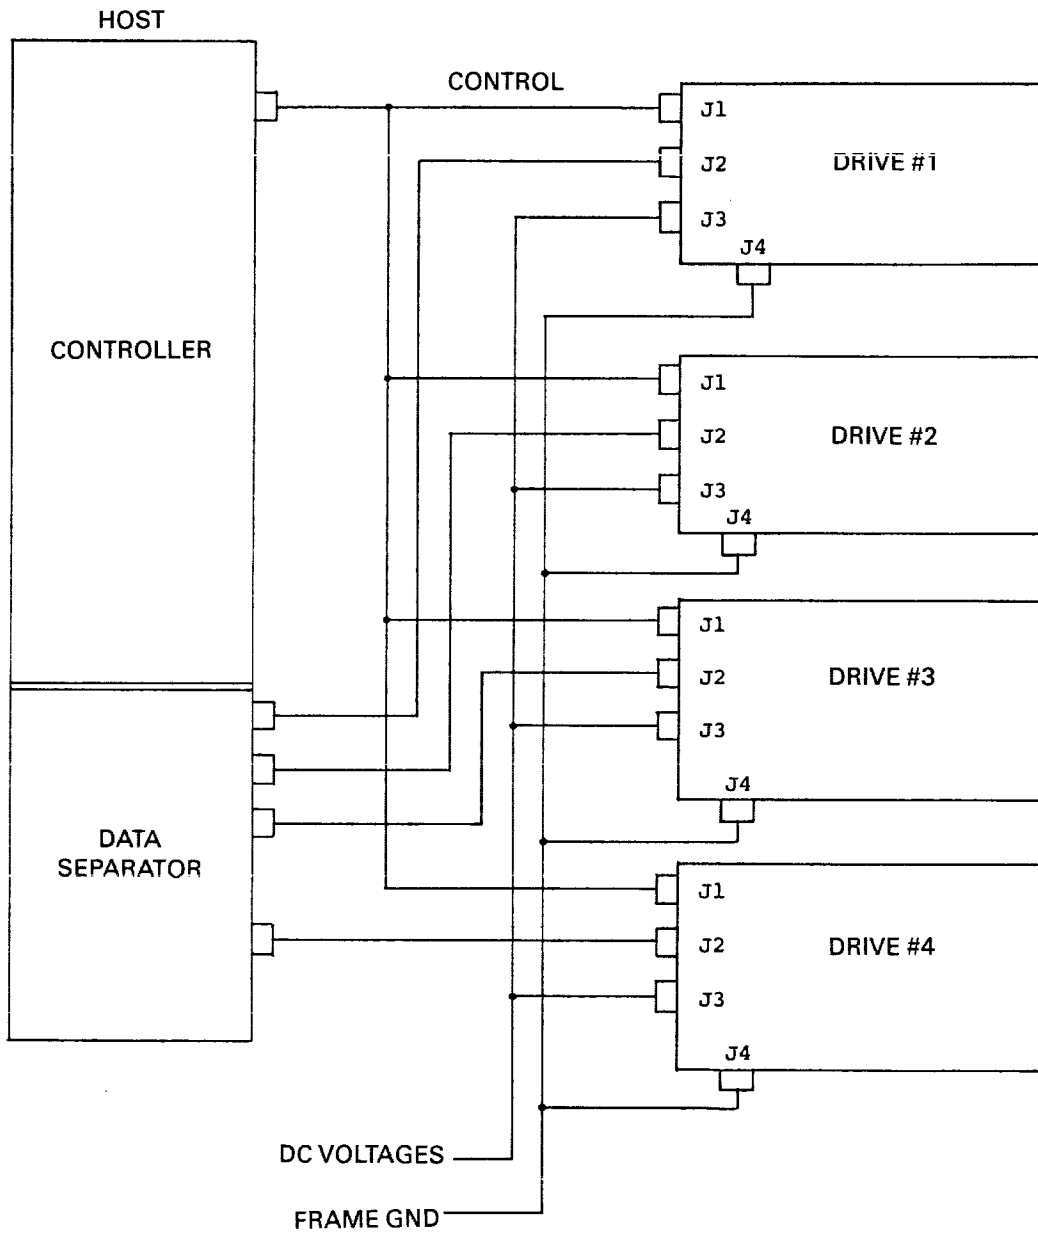 HOST
CONTROL
J1
J2
DRIVE #1
J3
J4
CONTROLLER
J1
J2
DRIVE #2
J3
J4
J1
J2
DRIVE #3
J3
J4
DATA
SEPARATOR
J1
J2
DRIVE #4
J3
J4
DC VOLTAGES
FRAME GND